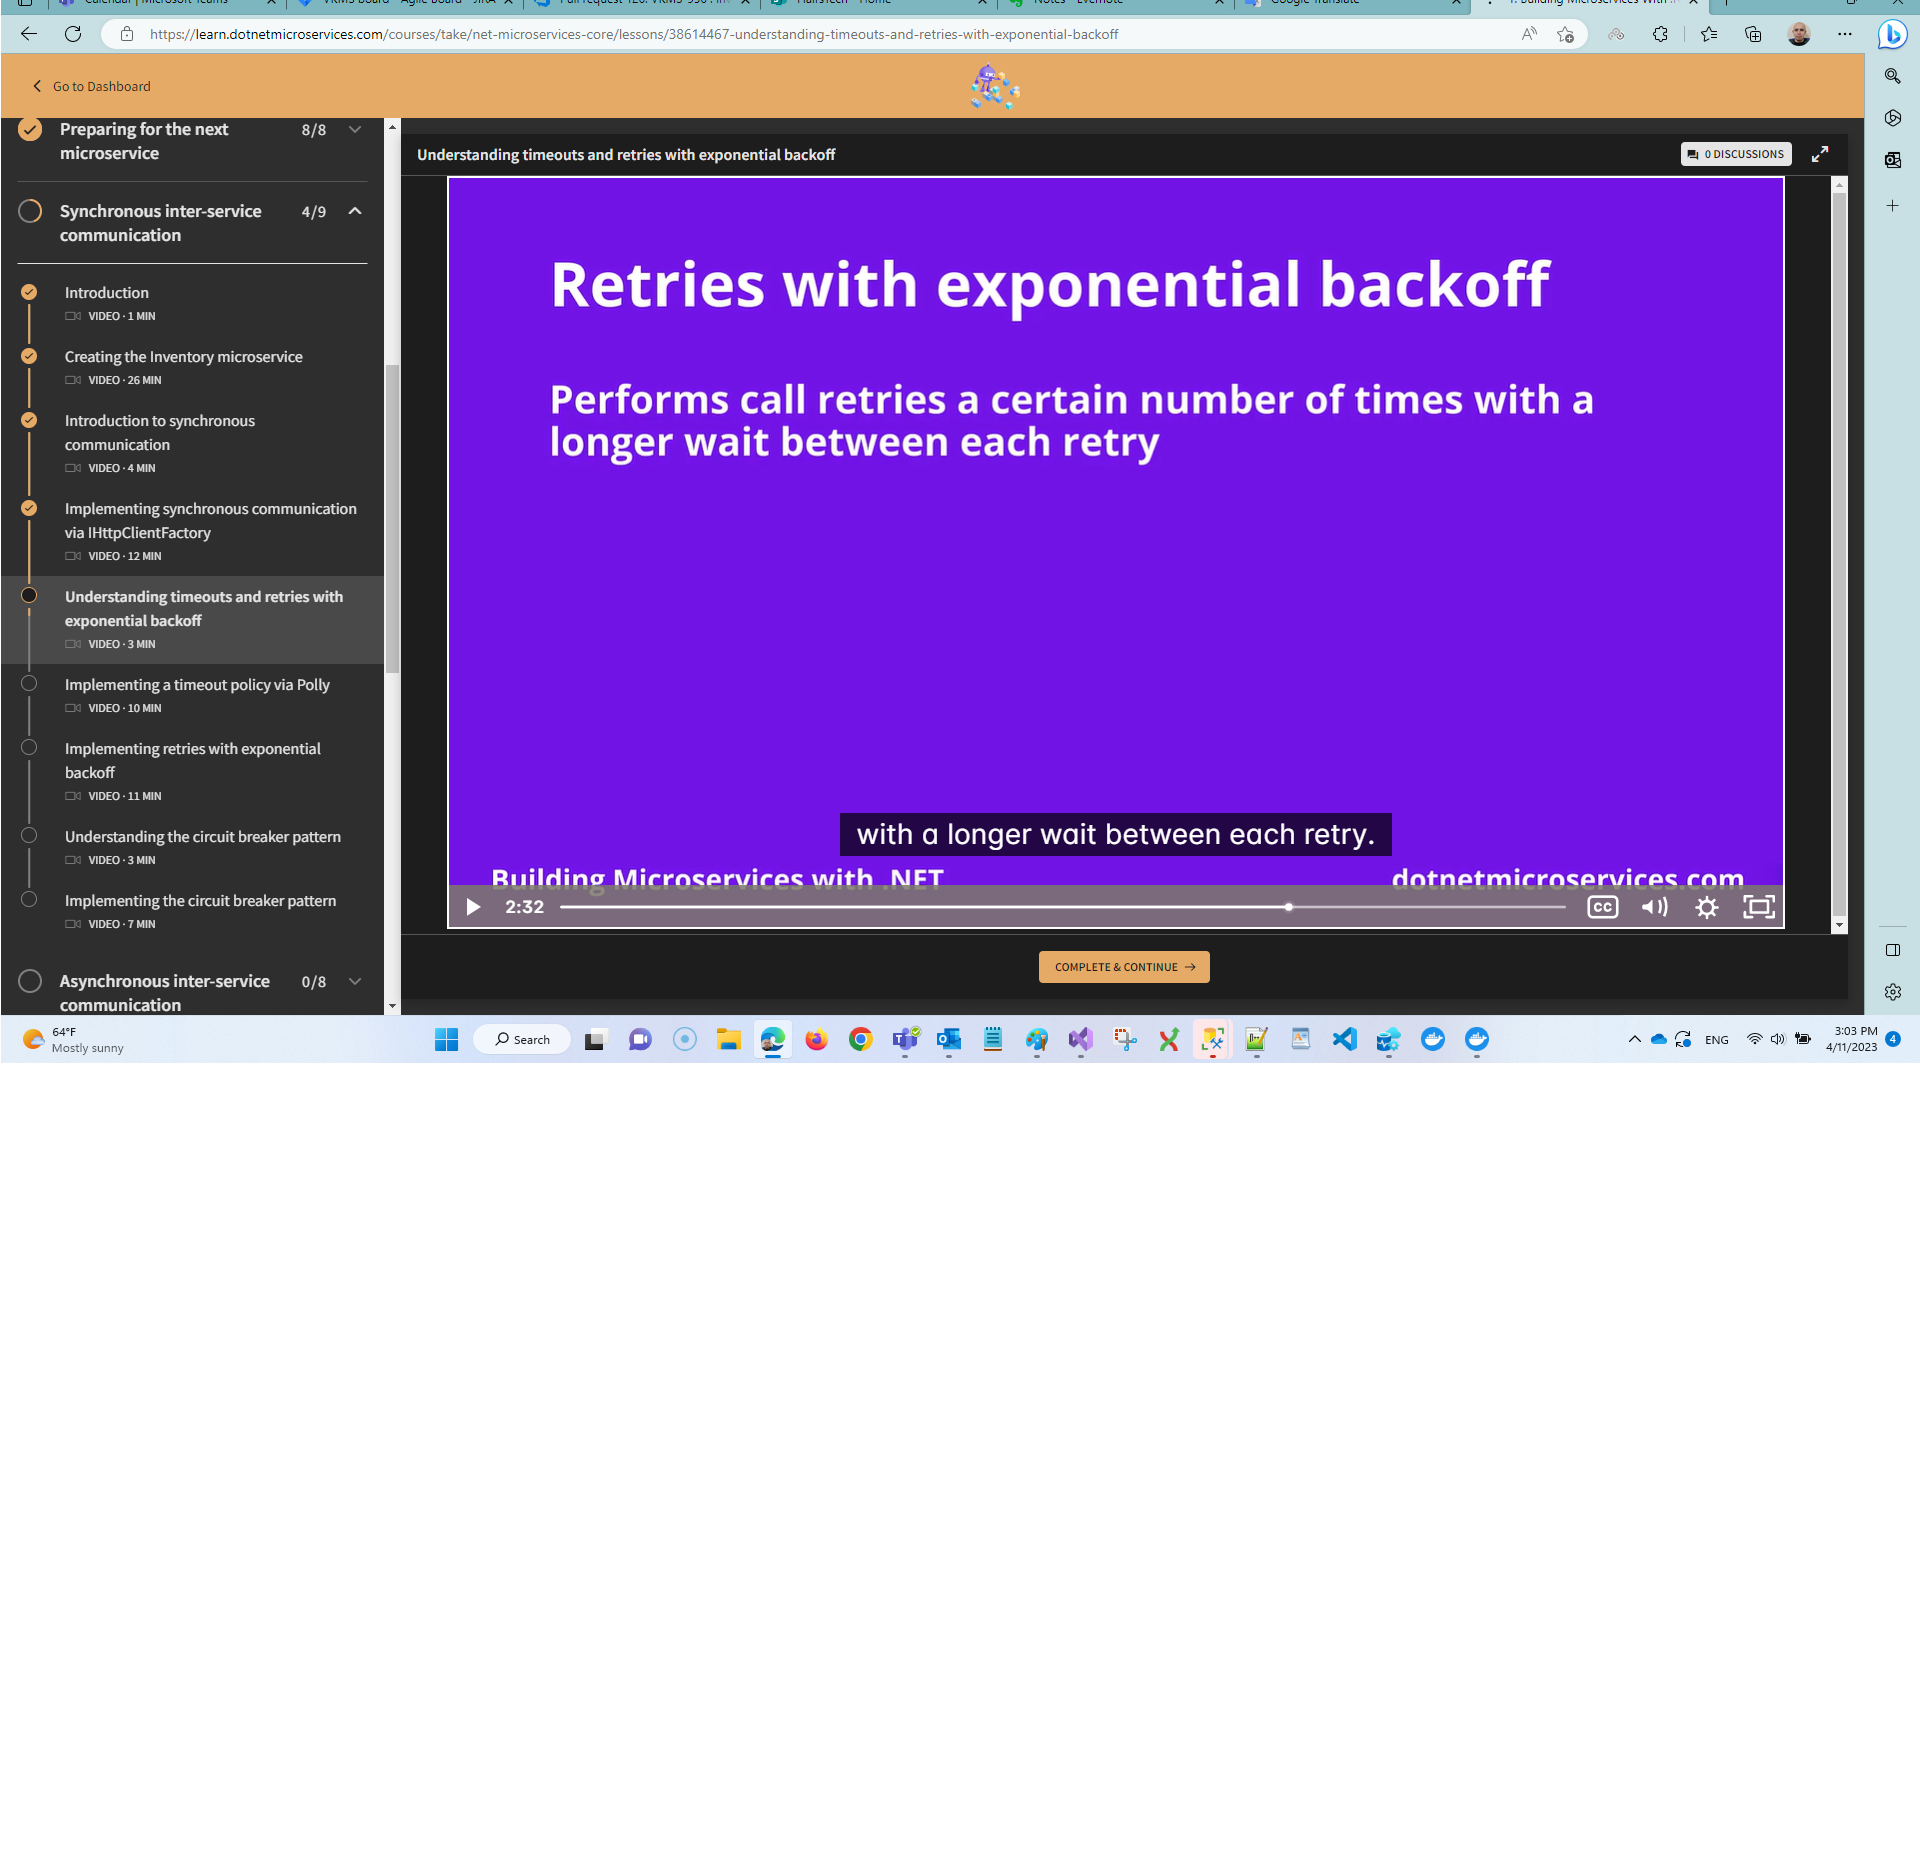 https://learn.dotnetmicroservices.com/courses/take/net-microservices-core/lessons/38614467-understanding-timeouts-and-retries-with-exponential-backoff
Go to Dashboard
Preparing for the next
microservice
8/8
Synchronous inter-service
communication
4/9
Introduction
VIDEO · 1 MIN
Creating the Inventory microservice
VIDEO · 26 MIN
Introduction to synchronous
communication
VIDEO · 4 MIN
Implementing synchronous communication
via IHttpClientFactory
VIDEO · 12 MIN
Understanding timeouts and retries with
exponential backoff
VIDEO · 3 MIN
Implementing a timeout policy via Polly
VIDEO · 10 MIN
Implementing retries with exponential
backoff
VIDEO · 11 MIN
Understanding the circuit breaker pattern
VIDEO · 3 MIN
Implementing the circuit breaker pattern
VIDEO · 7 MIN
Asynchronous inter-service
communication
0/8
Understanding timeouts and retries with exponential backoff
0 DISCUSSIONS
Retries with exponential backoff
Performs call retries a certain number of times with a
longer wait between each retry
with a longer wait between each retry.
Building Microservices with .NET
dotnetmicroservices.com
2:32
CC
COMPLETE & CONTINUE →
64°F
Mostly sunny
Search
ENG
3:03 PM
4/11/2023
4